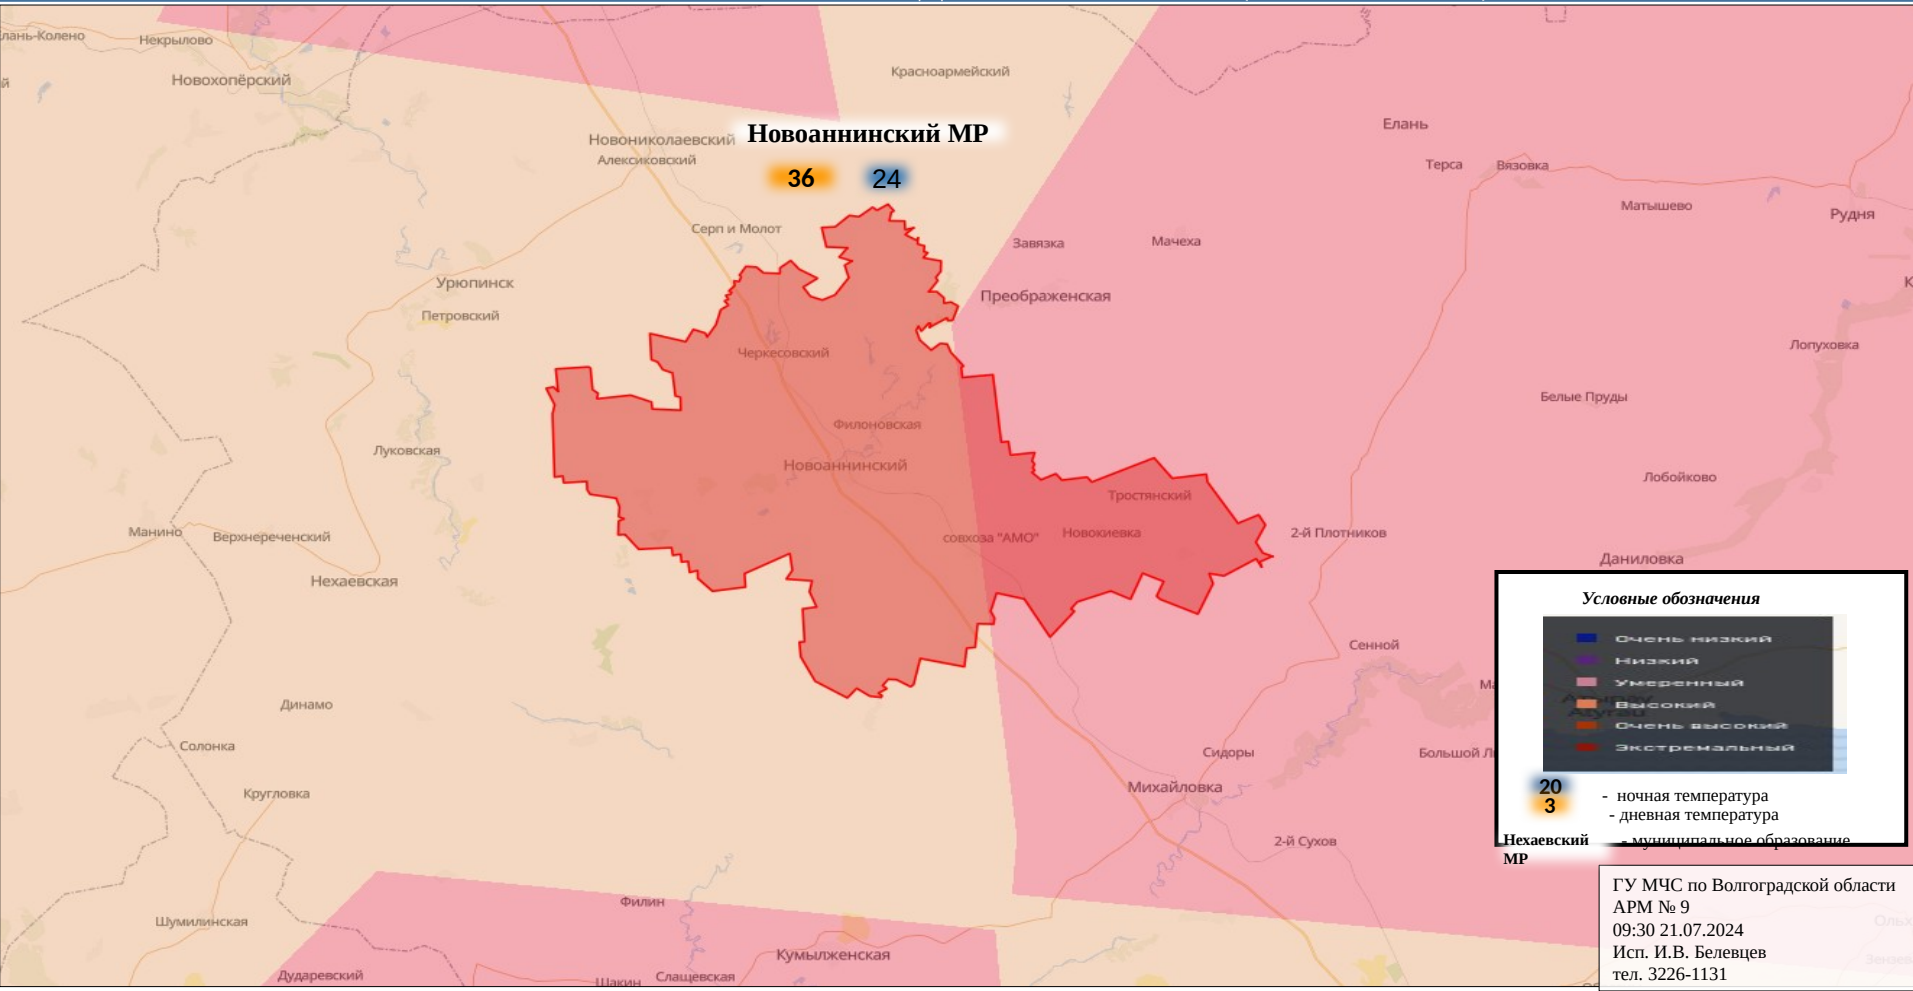 лань-Колено
Некрылово
Новохопёрский
Красноармейский
Елань
Новоаннинский МР
Новониколаевский
Алексиковский
Терса
Вязовка
36
24
Матышево
Рудня
Серп и Молот
Завязка
Мачеха
Урюпинск
Преображенская
Петровский
Черкесовский
Лопуховка
Белые Пруды
Филоновская
Луковская
Новоаннинский
Лобойково
Тростянский
Манино
Верхнереченский
совхоза "АМО"
Новокиевка
2-й Плотников
Даниловка
Нехаевская
Условные обозначения
Очень низкий
Сенной
Низкий
Умеренный
Динамо
Высокий
Очень высокий
Солонка
Сидоры
Большой Л
Экстремальный
Михайловка
Кругловка
20
- ночная температура
3
- дневная температура
2-й Сухов
Нехаевский
МР
- муниципальное образование
ГУ МЧС по Волгоградской области
АРМ № 9
09:30 21.07.2024
Исп. И.В. Белевцев
тел. 3226-1131
Филин
Шумилинская
Кумылженская
Дударевский
Слащевская
Шакин